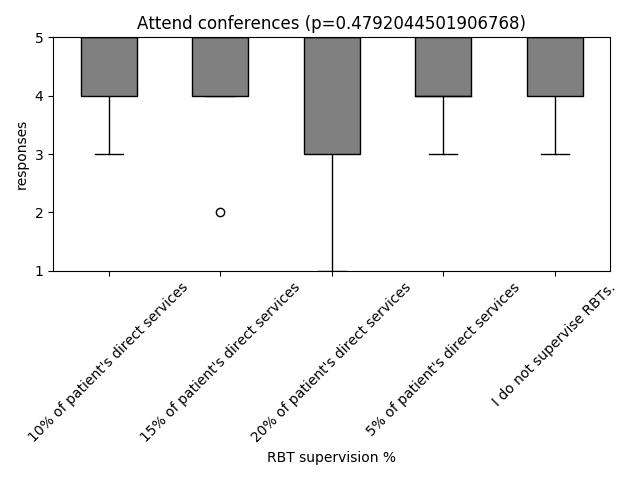 Attend conferences (p=0.4792044501906768)
responses
5
4
3
2
1
10% of patient's direct services
15% of patient's direct services
20% of patient's direct services
5% of patient's direct services
I do not supervise RBTs.
RBT supervision %